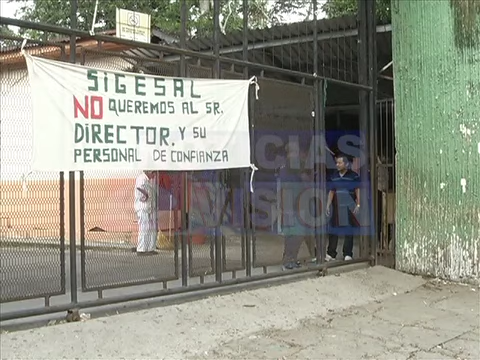 SIGESAL
NO QUEREMOS AL SR.
DIRECTOR. Y SU
PERSONAL DE CONFIANZA